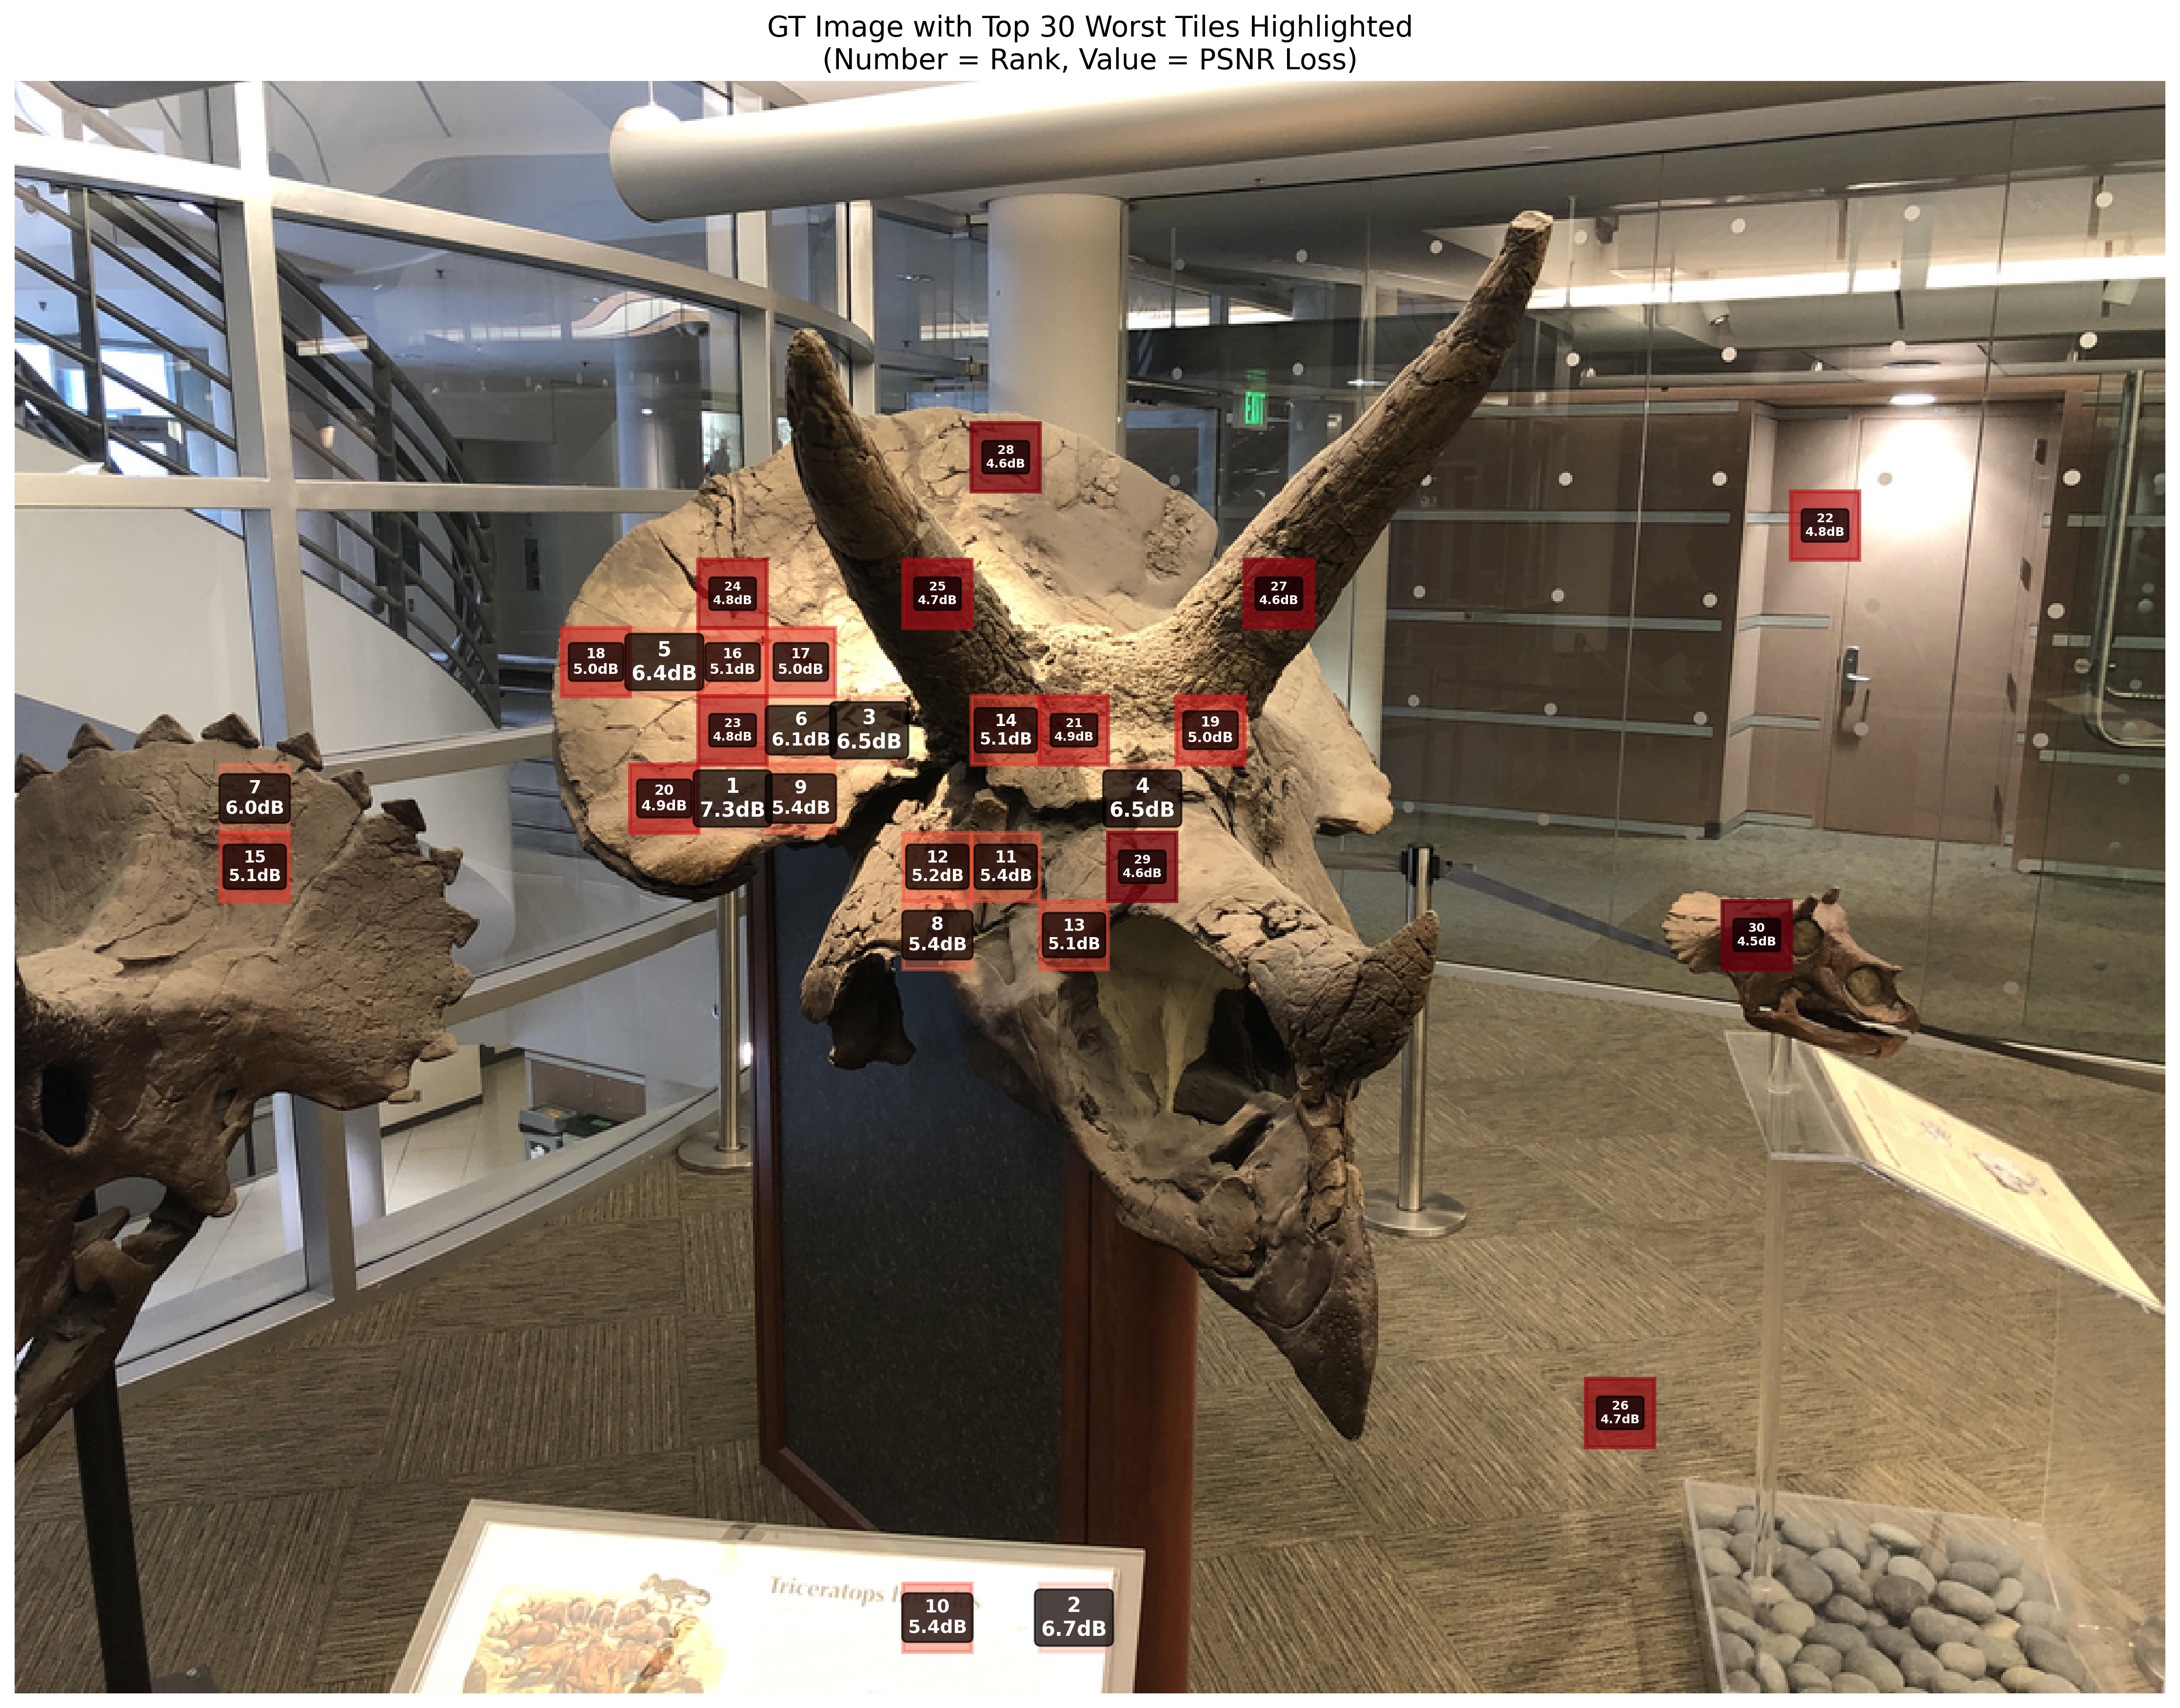 GT Image with Top 30 Worst Tiles Highlighted
(Number = Rank, Value = PSNR Loss)
EXIT
28
4.6dB
22
4.8dB
24
4.8dB
25
4.7dB
27
4.6dB
18
5.0dB
5
6.4dB
16
5.1dB
17
5.0dB
23
4.8dB
6
6.1dB
3
6.5dB
14
5.1dB
21
4.9dB
19
5.0dB
7
6.0dB
20
4.9dB
1
7.3dB
9
5.4dB
4
6.5dB
15
5.1dB
12
5.2dB
11
5.4dB
29
4.6dB
8
5.4dB
13
5.1dB
30
4.5dB
26
4.7dB
Triceratops
10
5.4dB
2
6.7dB